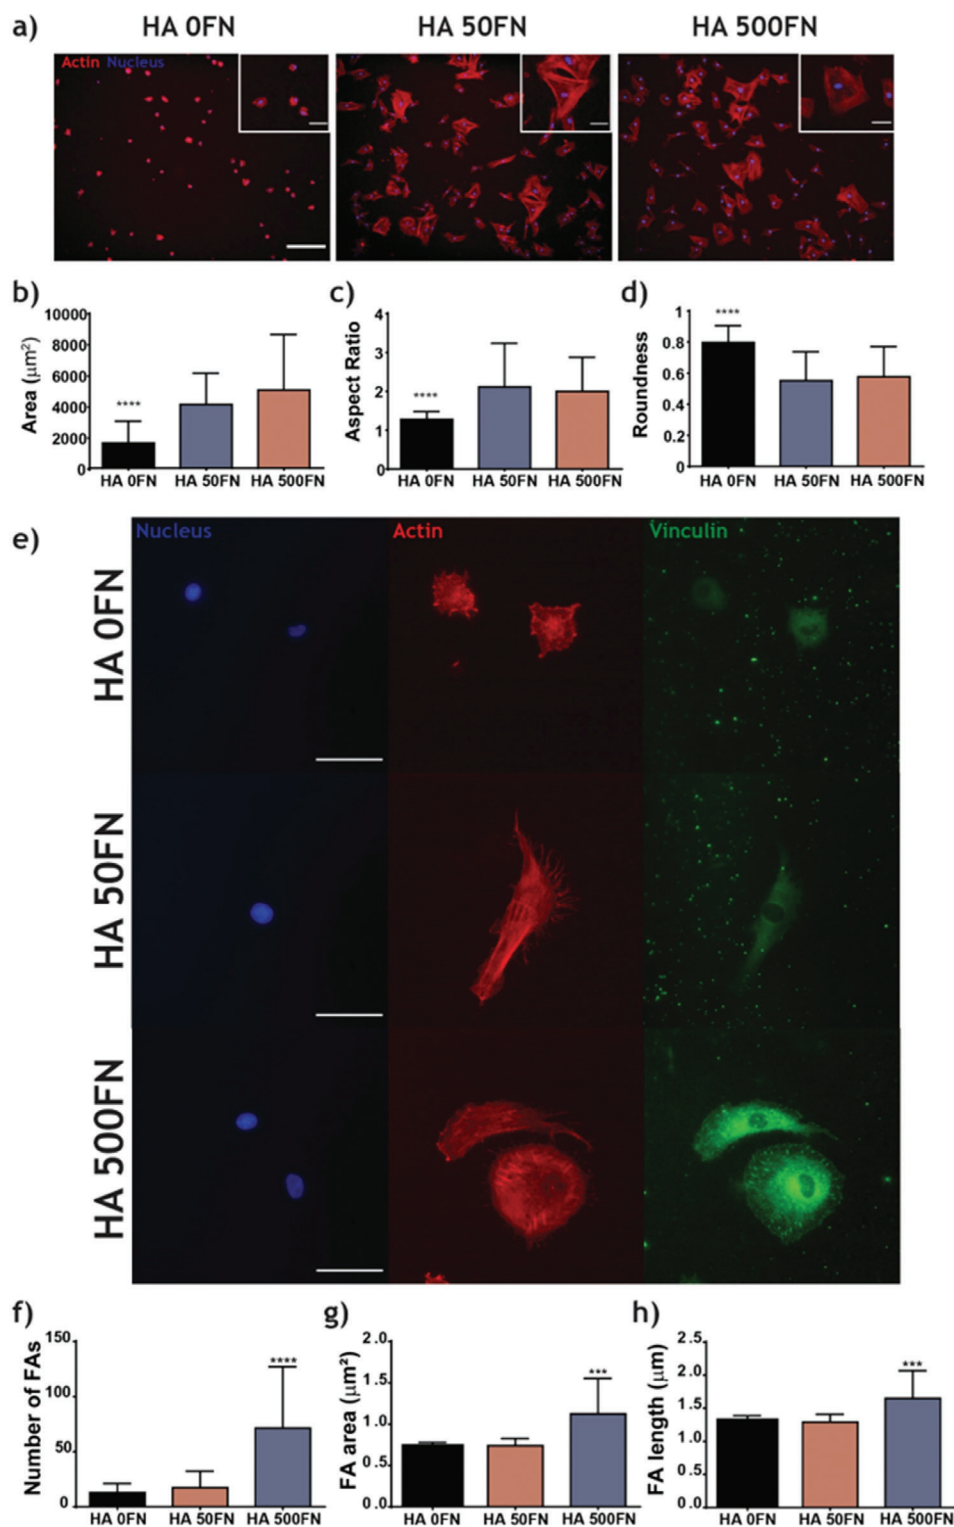 a)
HA 0FN
HA 50FN
HA 500FN
Actin Nucleus
b)
Area (μm²)
10000
8000
6000
4000
2000
0
****
HA 0FN
HA 50FN
HA 500FN
c)
Aspect Ratio
4
3
2
1
0
****
HA 0FN
HA 50FN
HA 500FN
d)
Roundness
1
0.8
0.6
0.4
0.2
0
****
HA 0FN
HA 50FN
HA 500FN
e)
Nucleus
Actin
Vinculin
HA 0FN
HA 50FN
HA 500FN
f)
Number of FAs
150
100
50
0
****
HA 0FN
HA 50FN
HA 500FN
g)
FA area (μm²)
2.0
1.5
1.0
0.5
0.0
***
HA 0FN
HA 50FN
HA 500FN
h)
FA length (μm)
2.5
2.0
1.5
1.0
0.5
0.0
***
HA 0FN
HA 50FN
HA 500FN